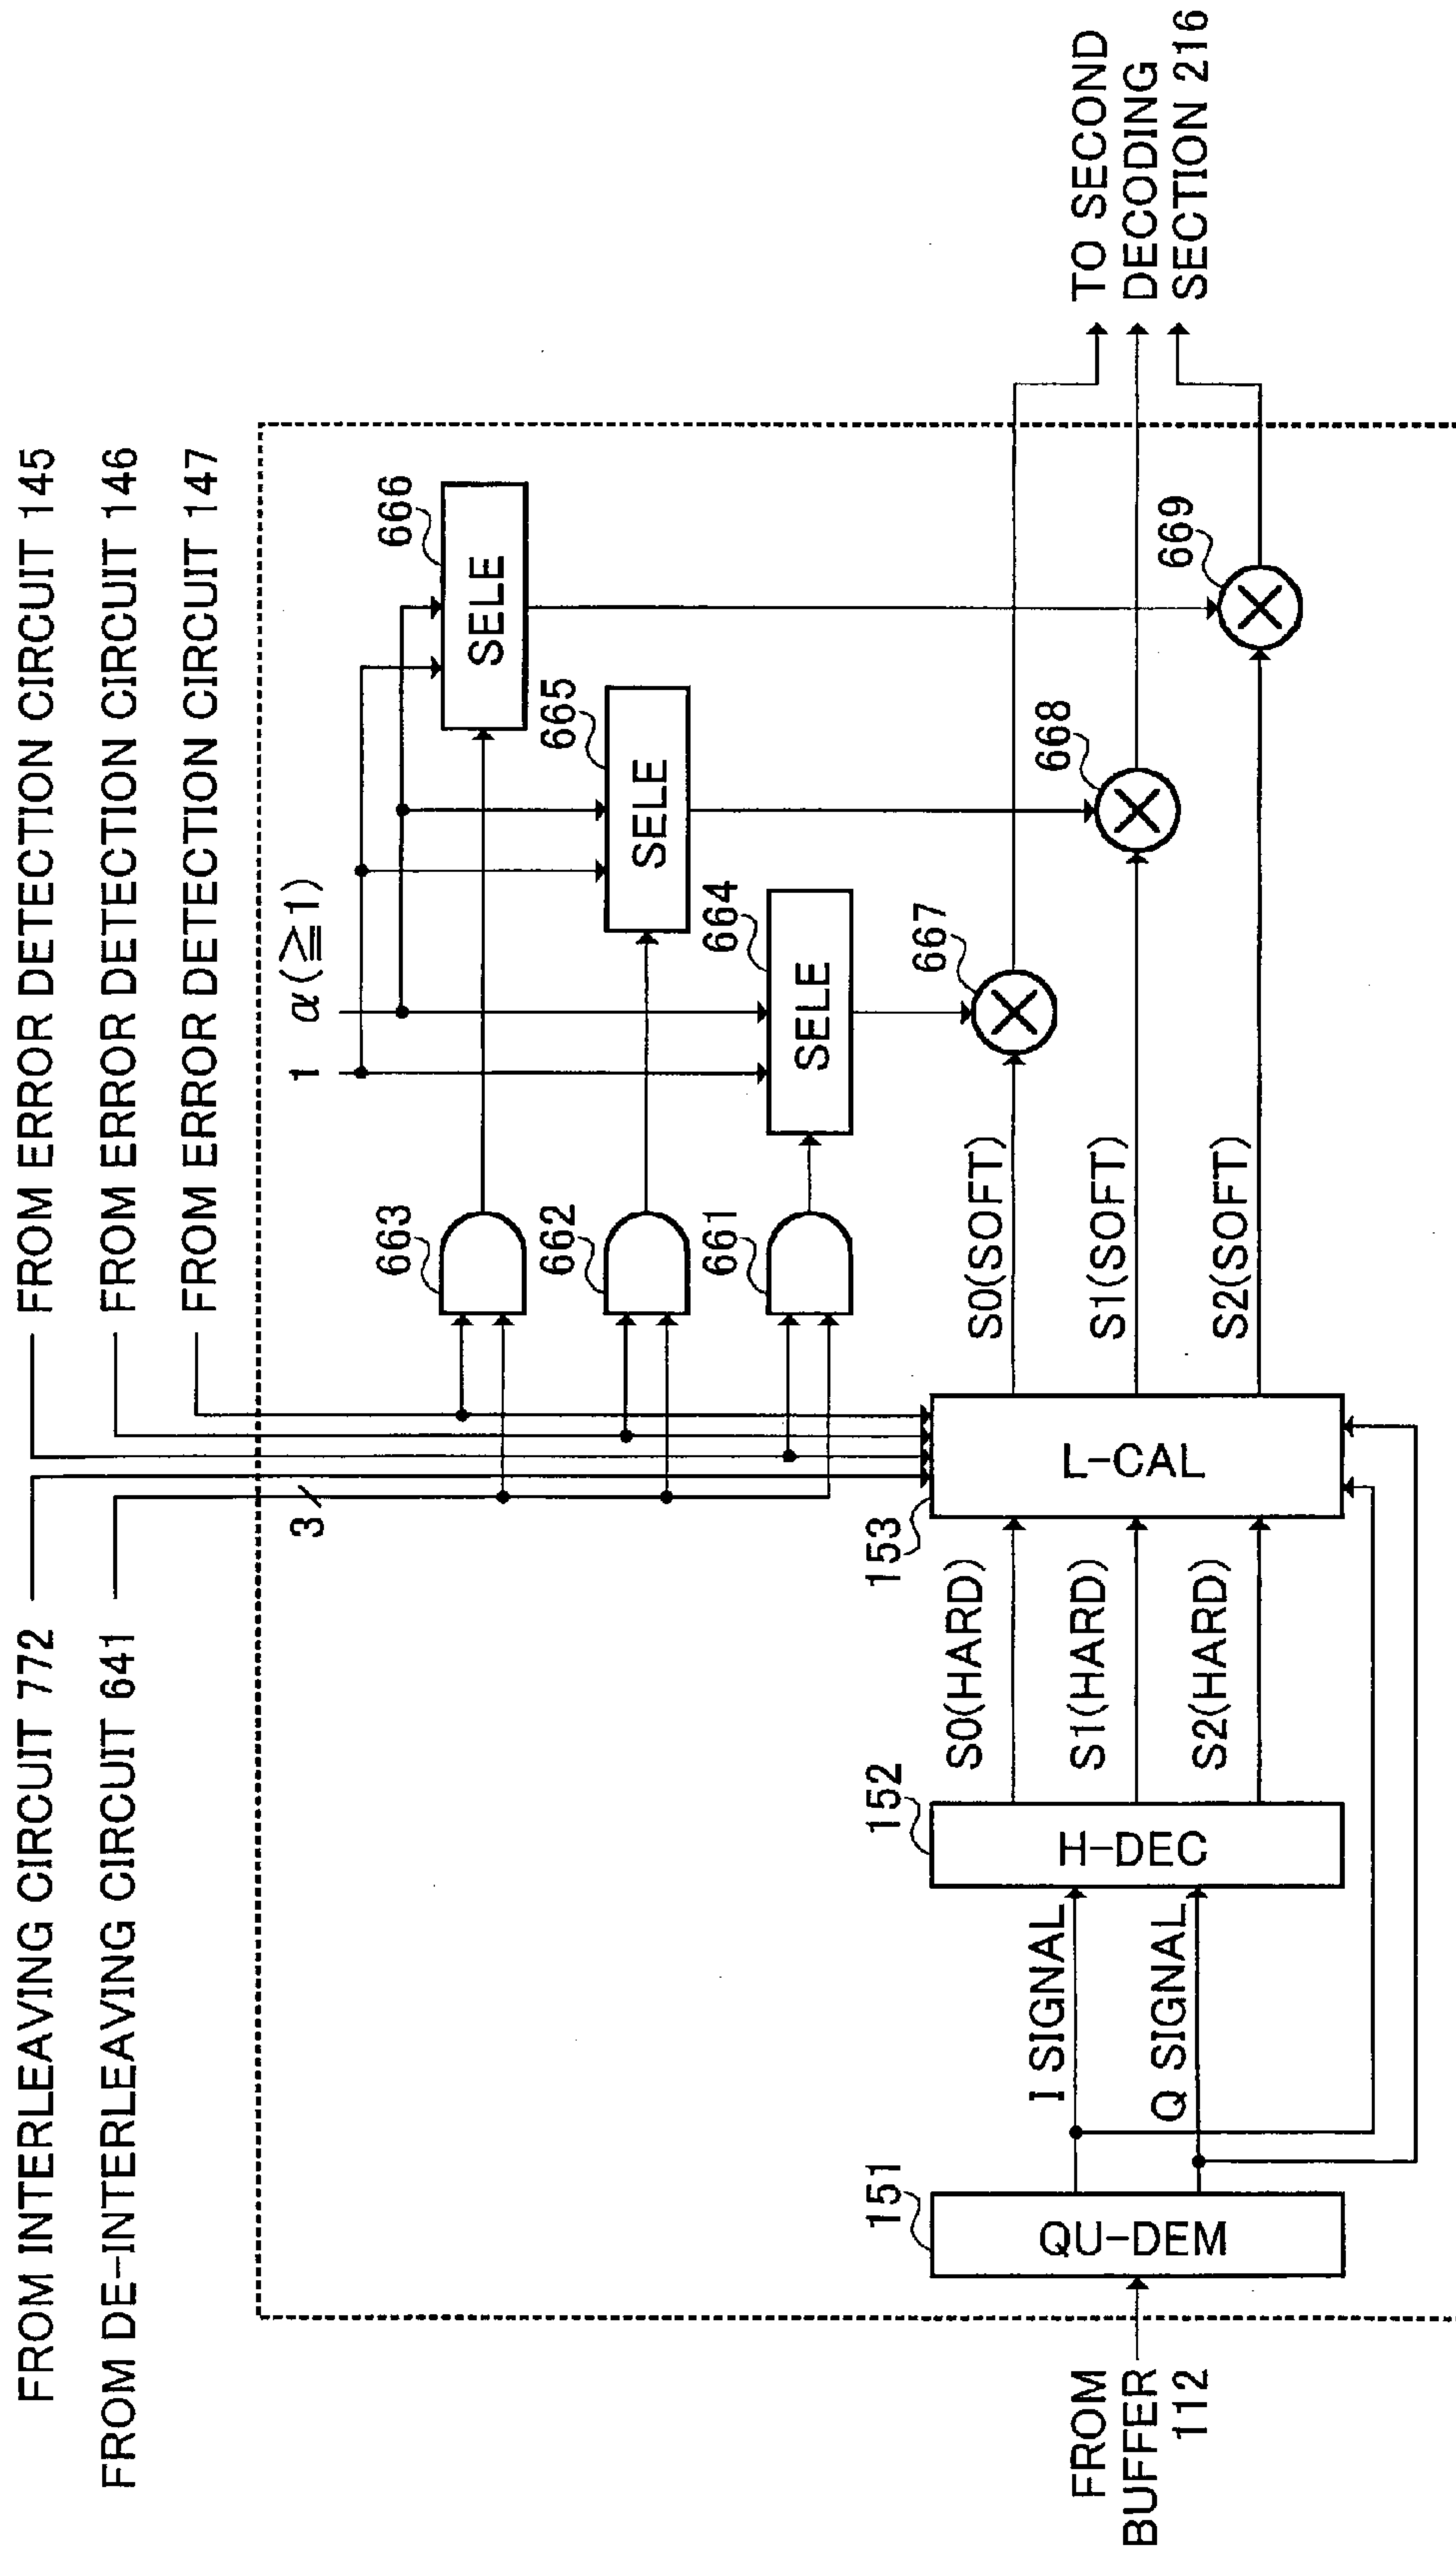 FROM INTERLEAVING CIRCUIT 772
FROM DE-INTERLEAVING CIRCUIT 641
FROM ERROR DETECTION CIRCUIT 145
FROM ERROR DETECTION CIRCUIT 146
FROM ERROR DETECTION CIRCUIT 147
3
1
α(≧1)
663
662
661
666
SELE
665
SELE
664
SELE
667
668
669
FROM
BUFFER
112
151
QU-DEM
I SIGNAL
Q SIGNAL
152
H-DEC
S0(HARD)
S1(HARD)
S2(HARD)
153
L-CAL
S0(SOFT)
S1(SOFT)
S2(SOFT)
TO SECOND
DECODING
SECTION 216